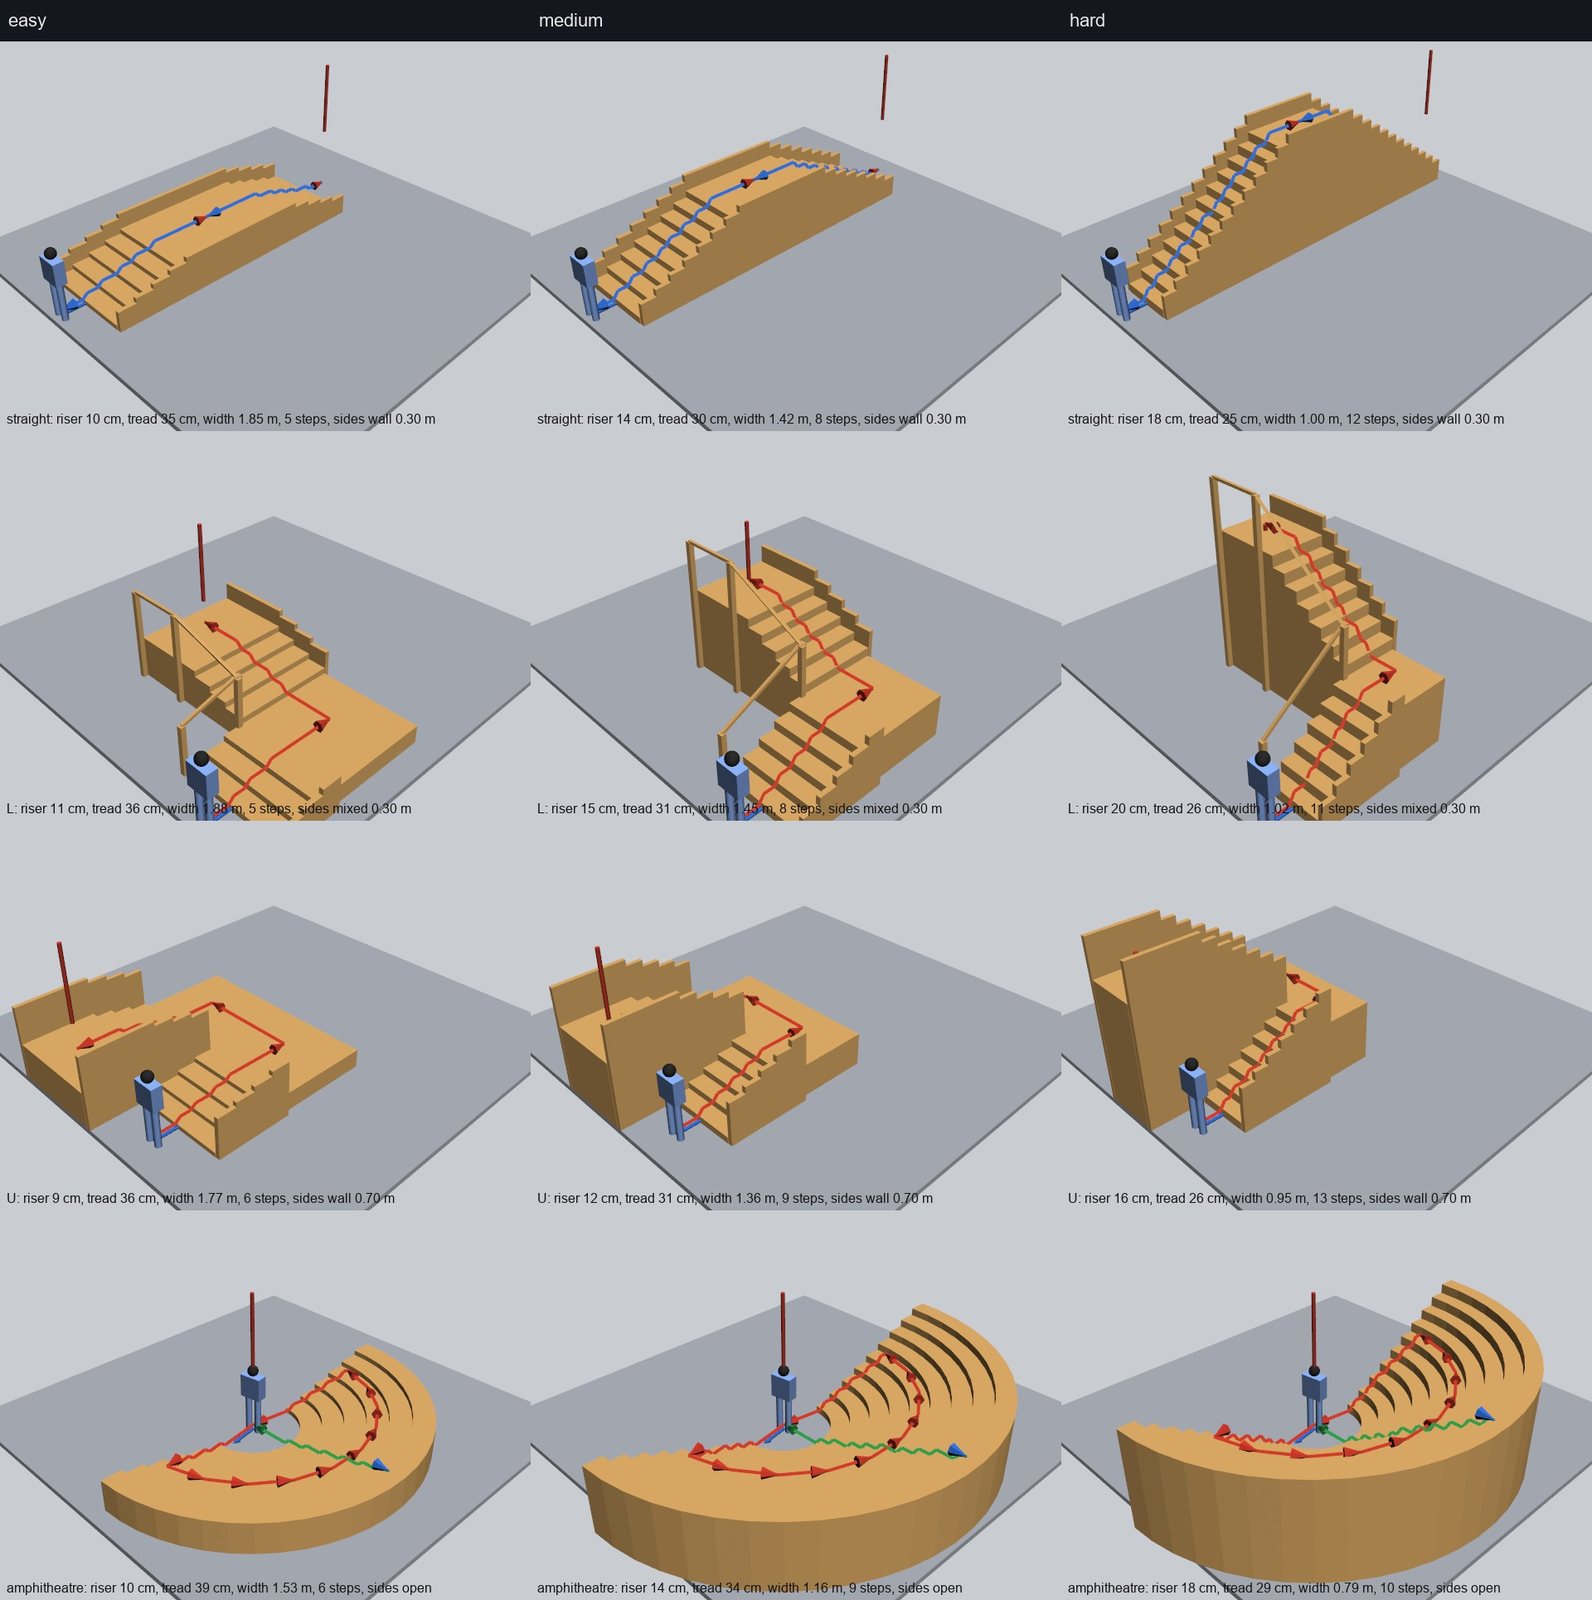 easy
medium
hard
straight: riser 10 cm, tread 35 cm, width 1.85 m, 5 steps, sides wall 0.30 m
straight: riser 14 cm, tread 30 cm, width 1.42 m, 8 steps, sides wall 0.30 m
straight: riser 18 cm, tread 25 cm, width 1.00 m, 12 steps, sides wall 0.30 m
L: riser 11 cm, tread 36 cm, width 1.88 m, 5 steps, sides mixed 0.30 m
L: riser 15 cm, tread 31 cm, width 1.45 m, 8 steps, sides mixed 0.30 m
L: riser 20 cm, tread 26 cm, width 1.02 m, 11 steps, sides mixed 0.30 m
U: riser 9 cm, tread 36 cm, width 1.77 m, 6 steps, sides wall 0.70 m
U: riser 12 cm, tread 31 cm, width 1.36 m, 9 steps, sides wall 0.70 m
U: riser 16 cm, tread 26 cm, width 0.95 m, 13 steps, sides wall 0.70 m
amphitheatre: riser 10 cm, tread 39 cm, width 1.53 m, 6 steps, sides open
amphitheatre: riser 14 cm, tread 34 cm, width 1.16 m, 9 steps, sides open
amphitheatre: riser 18 cm, tread 29 cm, width 0.79 m, 10 steps, sides open